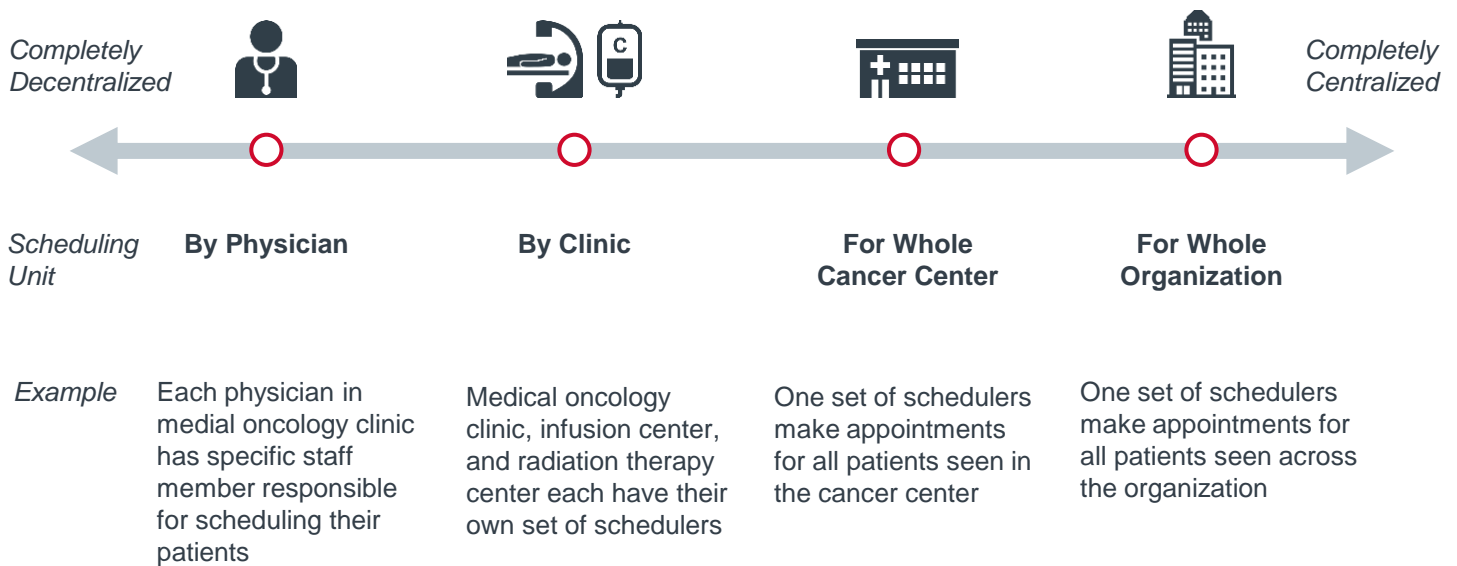 Completely
Decentralized
C
Completely
Centralized
Scheduling
Unit
By Physician
By Clinic
For Whole
Cancer Center
For Whole
Organization
Example
Each physician in
medial oncology clinic
has specific staff
member responsible
for scheduling their
patients
Medical oncology
clinic, infusion center,
and radiation therapy
center each have their
own set of schedulers
One set of schedulers
make appointments
for all patients seen in
the cancer center
One set of schedulers
make appointments for
all patients seen across
the organization